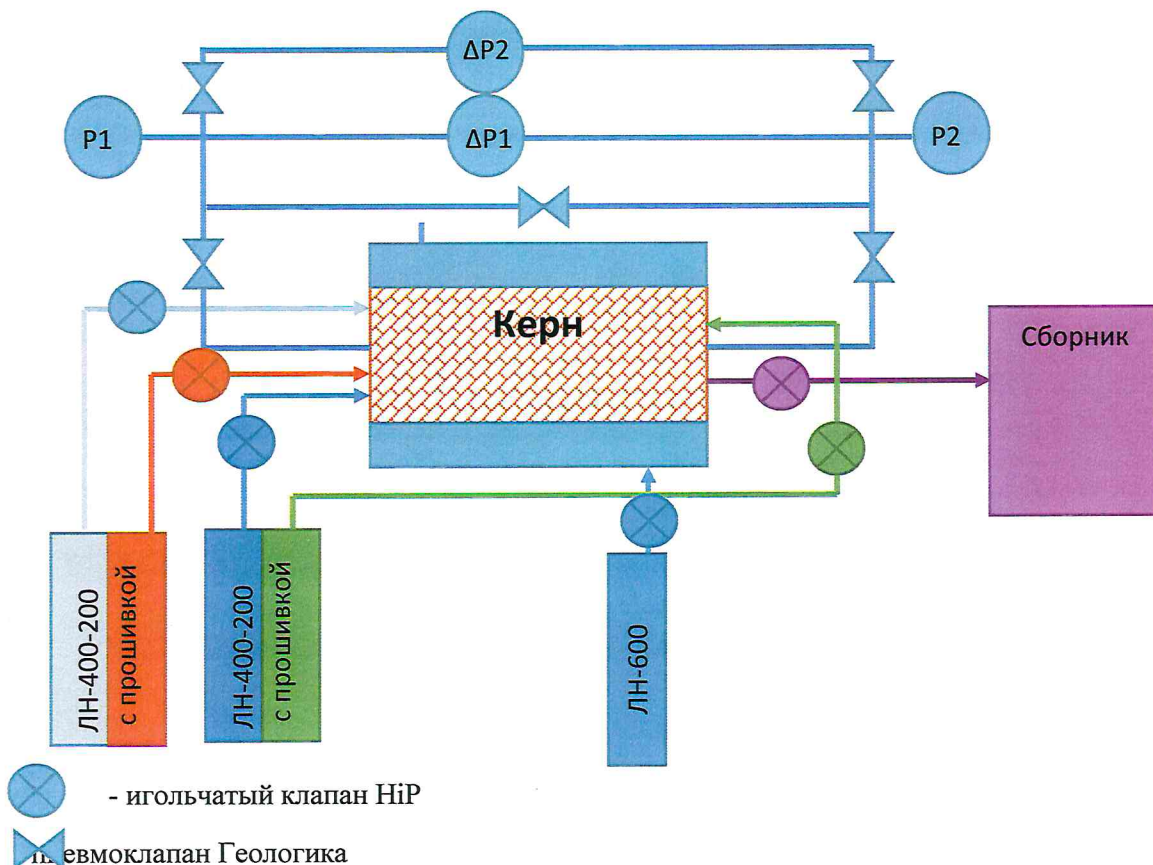 ΔP2
P1
ΔP1
P2
Керн
Сборник
ЛН-400-200
с прошивкой
ЛН-400-200
с прошивкой
ЛН-600
- игольчатый клапан HiP
пневмоклапан Геологика